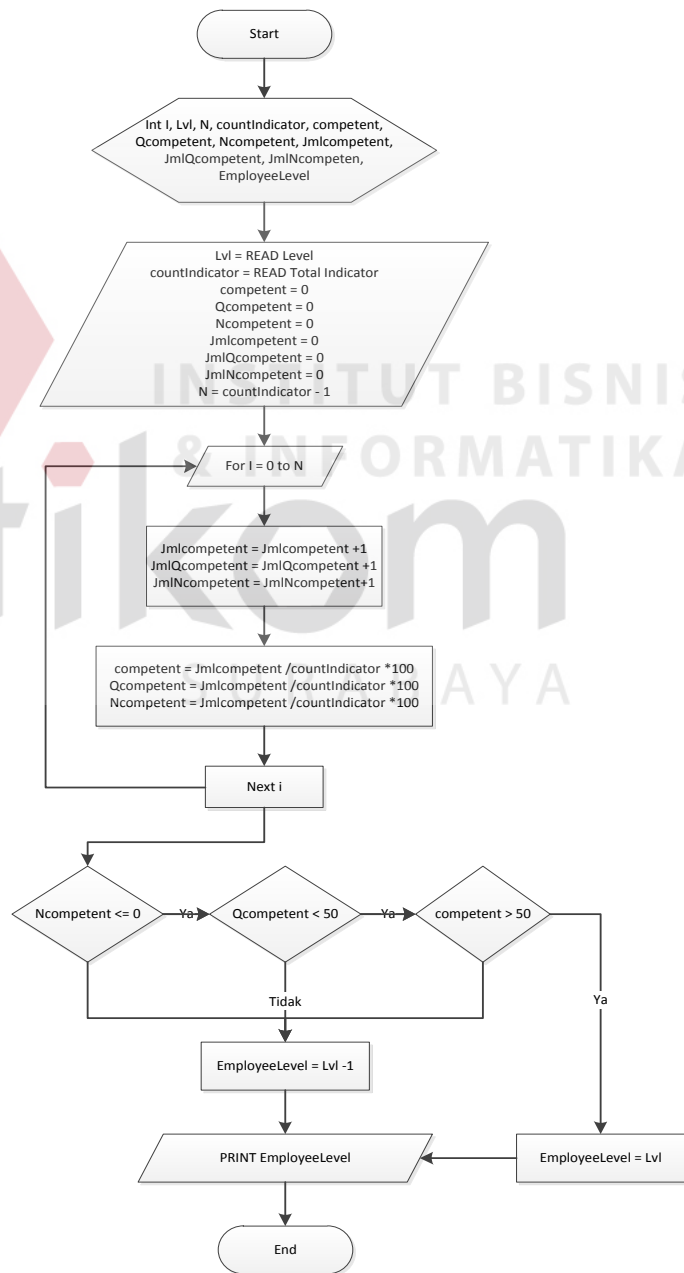 Start
Int I, Lvl, N, countIndicator, competent,
Qcompetent, Ncompetent, Jmlcompetent,
JmlQcompetent, JmlNcompeten,
EmployeeLevel
Lvl = READ Level
countIndicator = READ Total Indicator
competent = 0
Qcompetent = 0
Ncompetent = 0
Jmlcompetent = 0
JmlQcompetent = 0
JmlNcompetent = 0
N = countIndicator - 1
INSTITUT BISNIS
& INFORMATIKA
For I = 0 to N
tikom
Jmlcompetent = Jmlcompetent +1
JmlQcompetent = JmlQcompetent +1
JmlNcompetent = JmlNcompetent+1
SURABAYA
competent = Jmlcompetent /countIndicator *100
Qcompetent = Jmlcompetent /countIndicator *100
Ncompetent = Jmlcompetent /countIndicator *100
Next i
Ncompetent <= 0
Ya
Qcompetent < 50
Ya
competent > 50
Tidak
Ya
EmployeeLevel = Lvl -1
PRINT EmployeeLevel
EmployeeLevel = Lvl
End